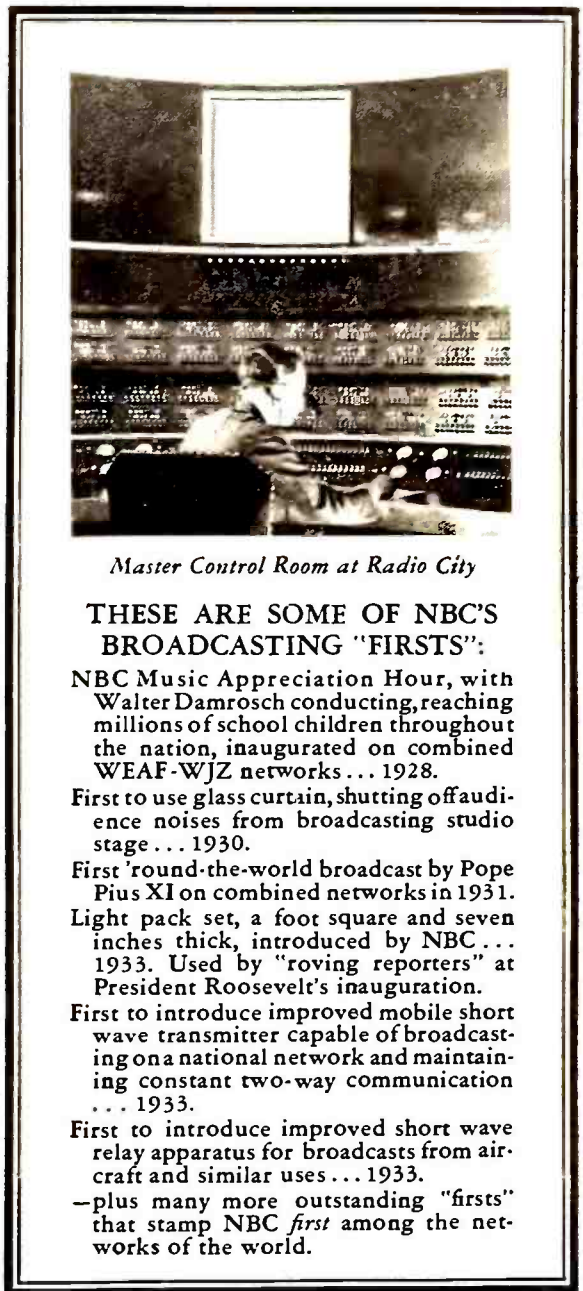 Master Control Room at Radio City
THESE ARE SOME OF NBC'S
BROADCASTING "FIRSTS":
NBC Music Appreciation Hour, with
Walter Damrosch conducting, reaching
millions of school children throughout
the nation, inaugurated on combined
WEAF-WJZ networks ... 1928.
First to use glass curtain, shutting off audi-
ence noises from broadcasting studio
stage ... 1930.
First 'round-the-world broadcast by Pope
Pius XI on combined networks in 1931.
Light pack set, a foot square and seven
inches thick, introduced by NBC ...
1933. Used by "roving reporters" at
President Roosevelt's inauguration.
First to introduce improved mobile short
wave transmitter capable of broadcast-
ing on a national network and maintain-
ing constant two-way communication
... 1933.
First to introduce improved short wave
relay apparatus for broadcasts from air-
craft and similar uses ... 1933.
—plus many more outstanding "firsts"
that stamp NBC first among the net-
works of the world.